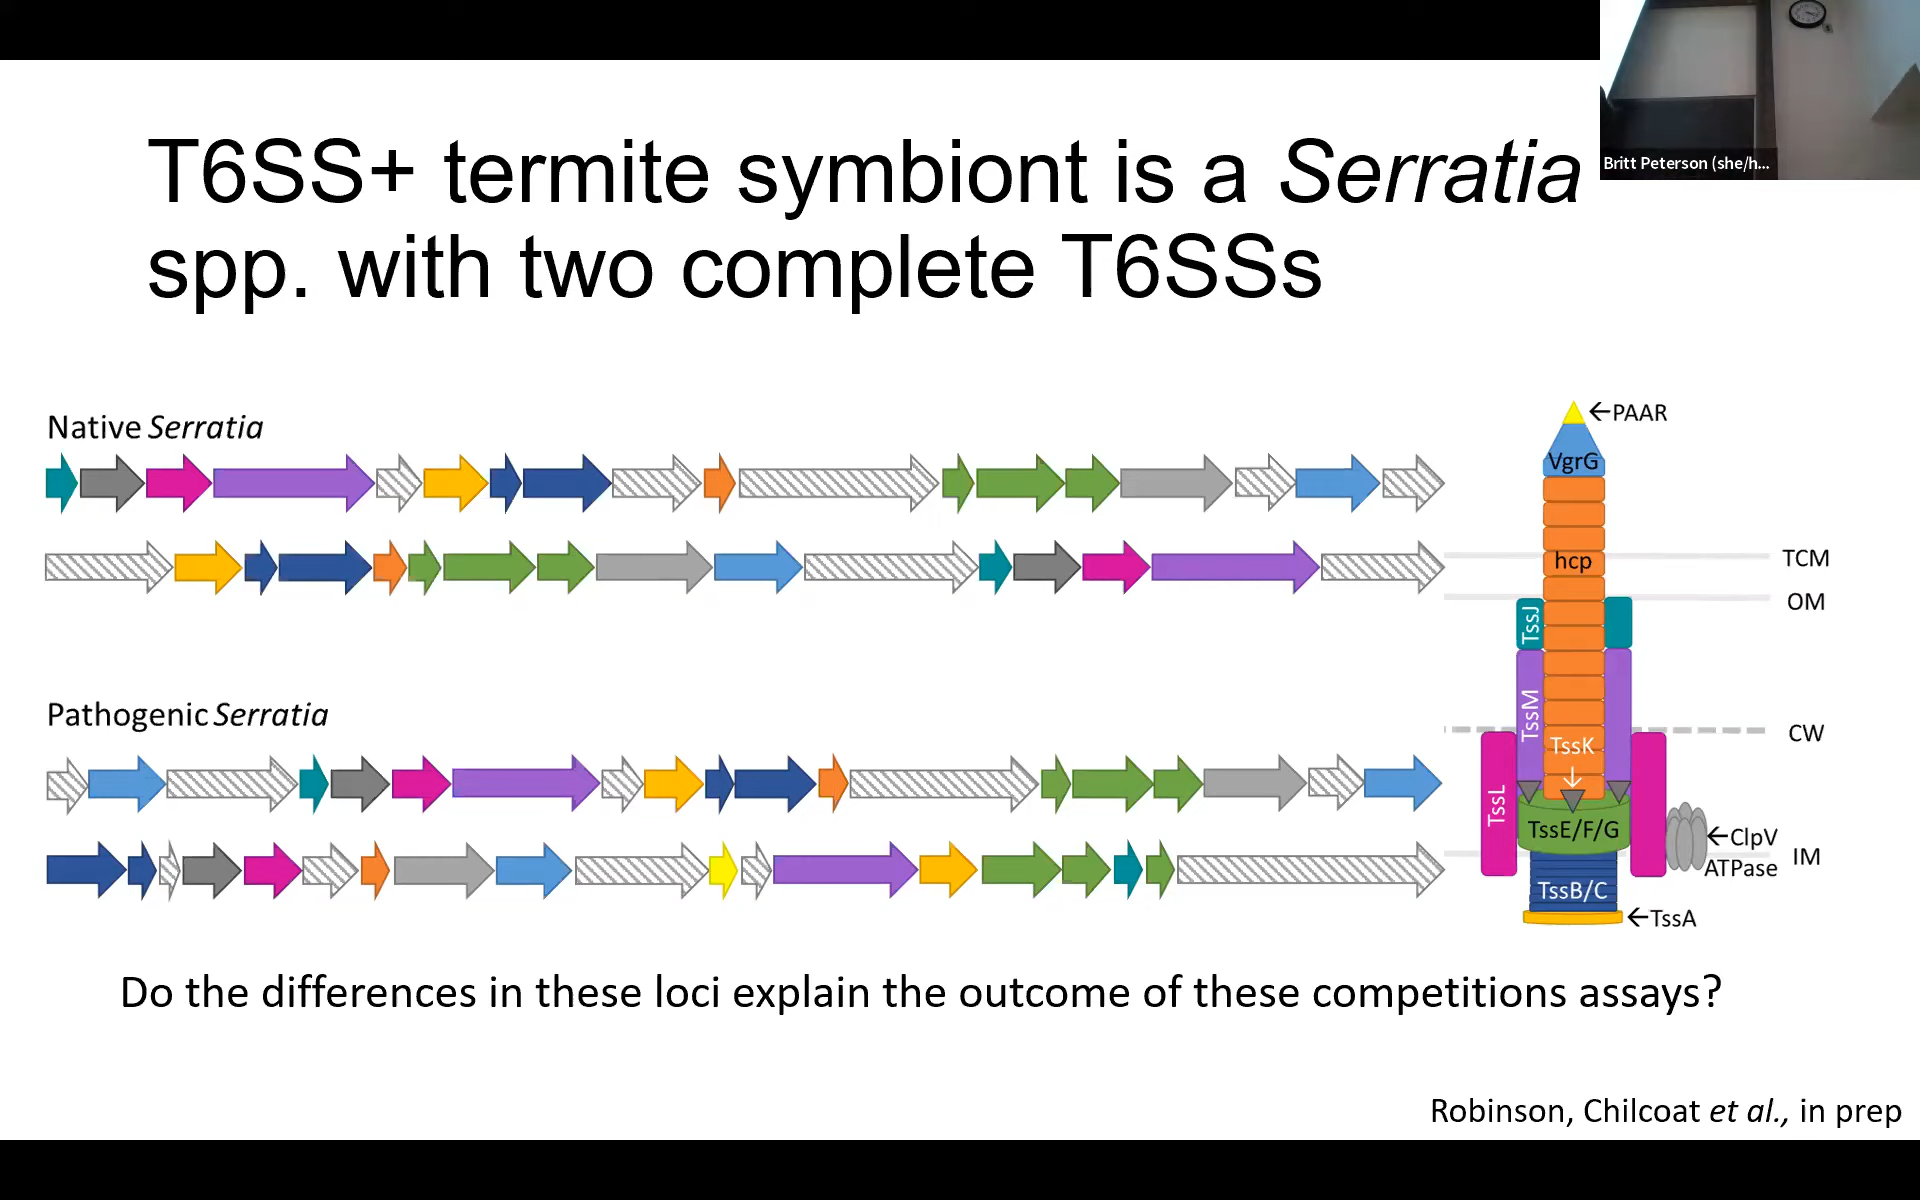 T6SS+ termite symbiont is a Serratia
spp. with two complete T6SSs
Britt Peterson (she/h...
Native Serratia
Pathogenic Serratia
←PAAR
VgrG
hcp
TCM
OM
TssJ
TssM
CW
TssK
↓
TssL
TssE/F/G
←ClpV
ATPase
IM
TssB/C
←TssA
Do the differences in these loci explain the outcome of these competitions assays?
Robinson, Chilcoat et al., in prep